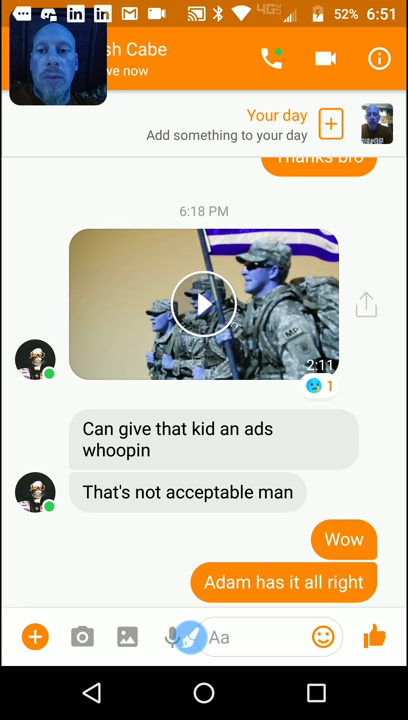 4G
52% 6:51
sh Cabe
ve now
Your day
Add something to your day
Thanks bro
6:18 PM
MP
2:11
1
Can give that kid an ads
whoopin
That's not acceptable man
Wow
Adam has it all right
Aa